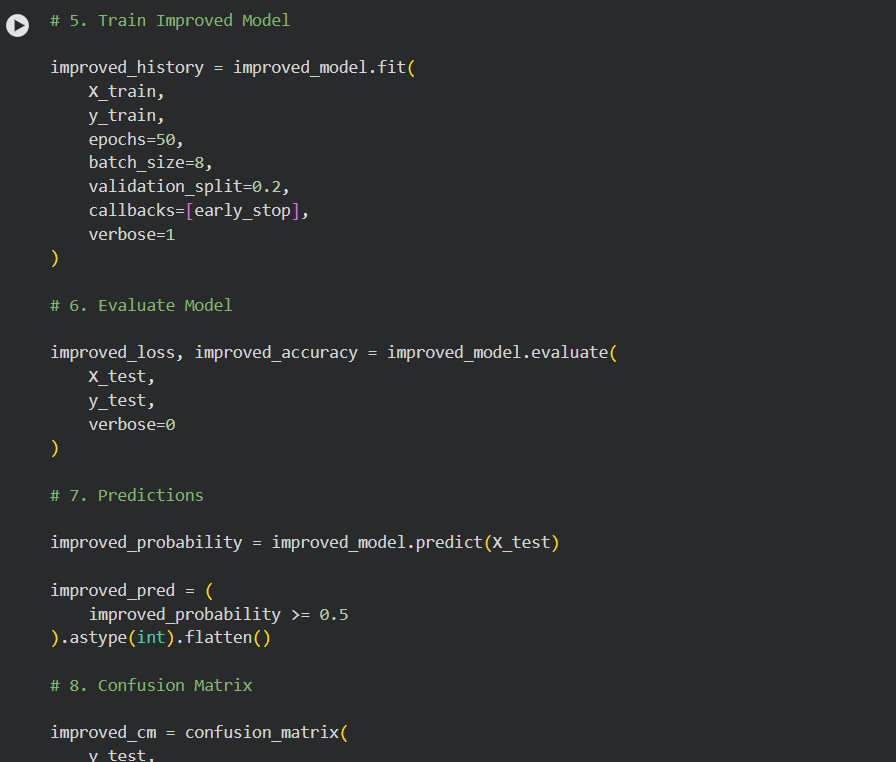 # 5. Train Improved Model
improved_history = improved_model.fit(
    X_train,
    y_train,
    epochs=50,
    batch_size=8,
    validation_split=0.2,
    callbacks=[early_stop],
    verbose=1
)
# 6. Evaluate Model
improved_loss, improved_accuracy = improved_model.evaluate(
    X_test,
    y_test,
    verbose=0
)
# 7. Predictions
improved_probability = improved_model.predict(X_test)
improved_pred = (
    improved_probability >= 0.5
).astype(int).flatten()
# 8. Confusion Matrix
improved_cm = confusion_matrix(
    y_test,